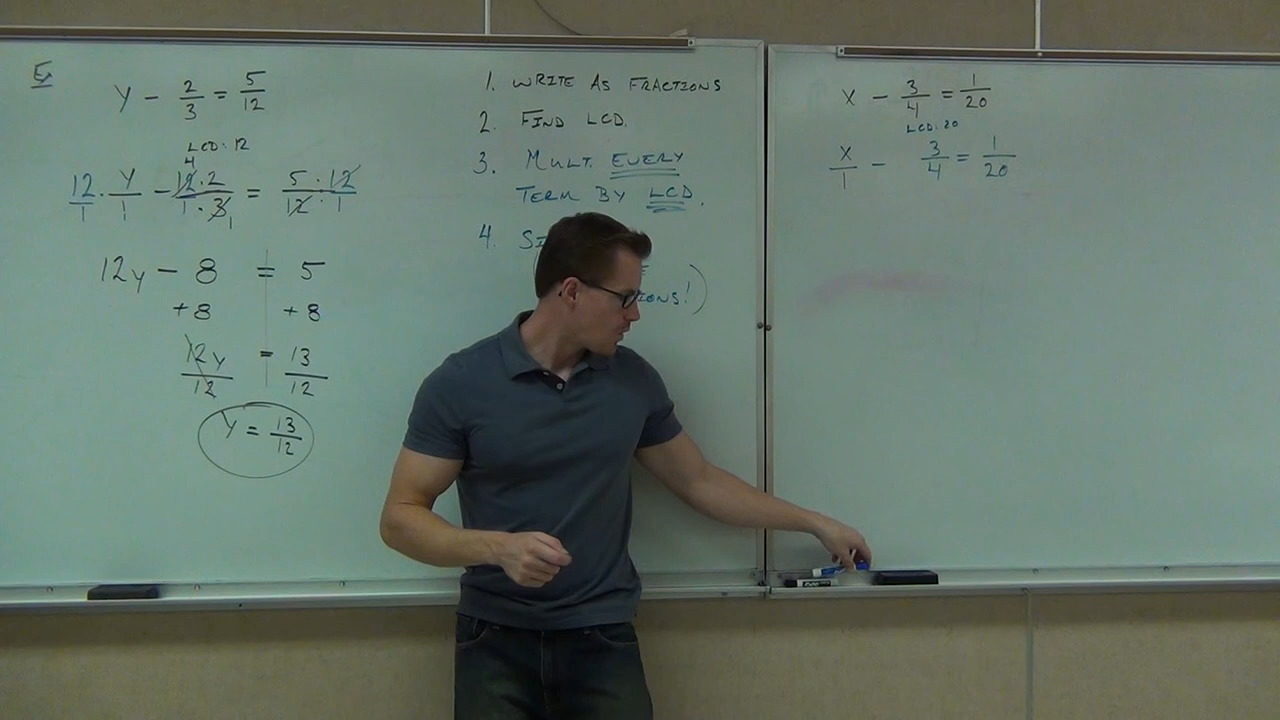 Ex
y - 2/3 = 5/12
LCD: 12
12/1 · y/1 - 12·2/1·3 = 5·12/12·1
4
1
12y - 8 = 5
+8 +8
12y/12 = 13/12
y = 13/12
1. WRITE AS FRACTIONS
2. FIND LCD.
3. MULT. EVERY
TERM BY LCD.
4.
!)
x - 3/4 = 1/20
LCD: 20
x/1 - 3/4 = 1/20